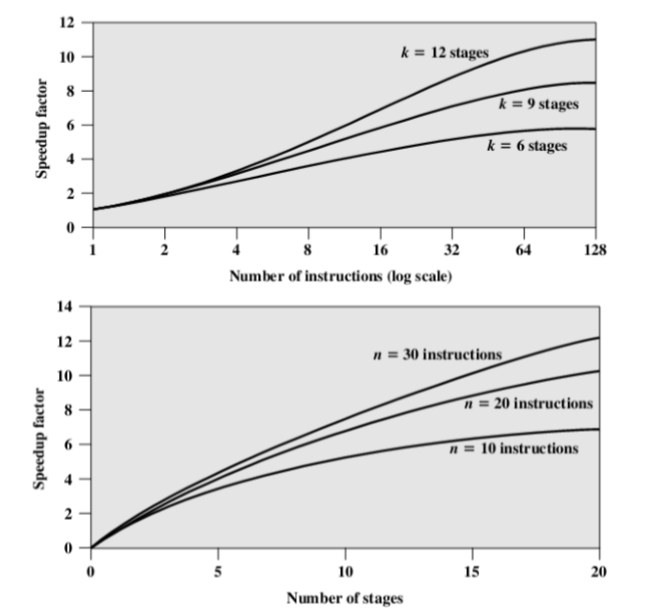 12
10
8
6
4
2
0
Speedup factor
k = 12 stages
k = 9 stages
k = 6 stages
1 2 4 8 16 32 64 128
Number of instructions (log scale)
14
12
10
8
6
4
2
0
Speedup factor
n = 30 instructions
n = 20 instructions
n = 10 instructions
0 5 10 15 20
Number of stages